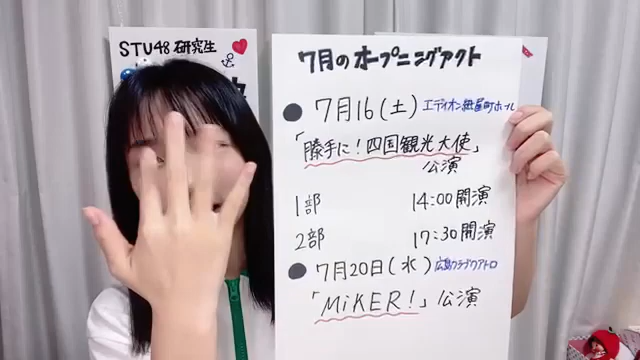 STU48 研究生
7月のオープニングアクト
● 7月16(土) エディオン紙屋町ホール
「勝手に!四国観光大使」
公演
1部 14:00開演
2部 17:30開演
● 7月20日(水) 広島クラブクアトロ
「MiKER!」公演